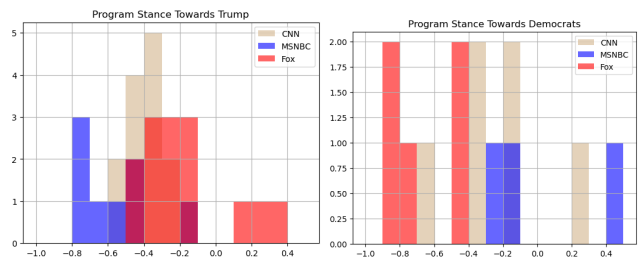 Program Stance Towards Trump
CNN
MSNBC
Fox
5
4
3
2
1
0
−1.0 −0.8 −0.6 −0.4 −0.2 0.0 0.2 0.4
Program Stance Towards Democrats
CNN
MSNBC
Fox
2.00
1.75
1.50
1.25
1.00
0.75
0.50
0.25
0.00
−1.0 −0.8 −0.6 −0.4 −0.2 0.0 0.2 0.4